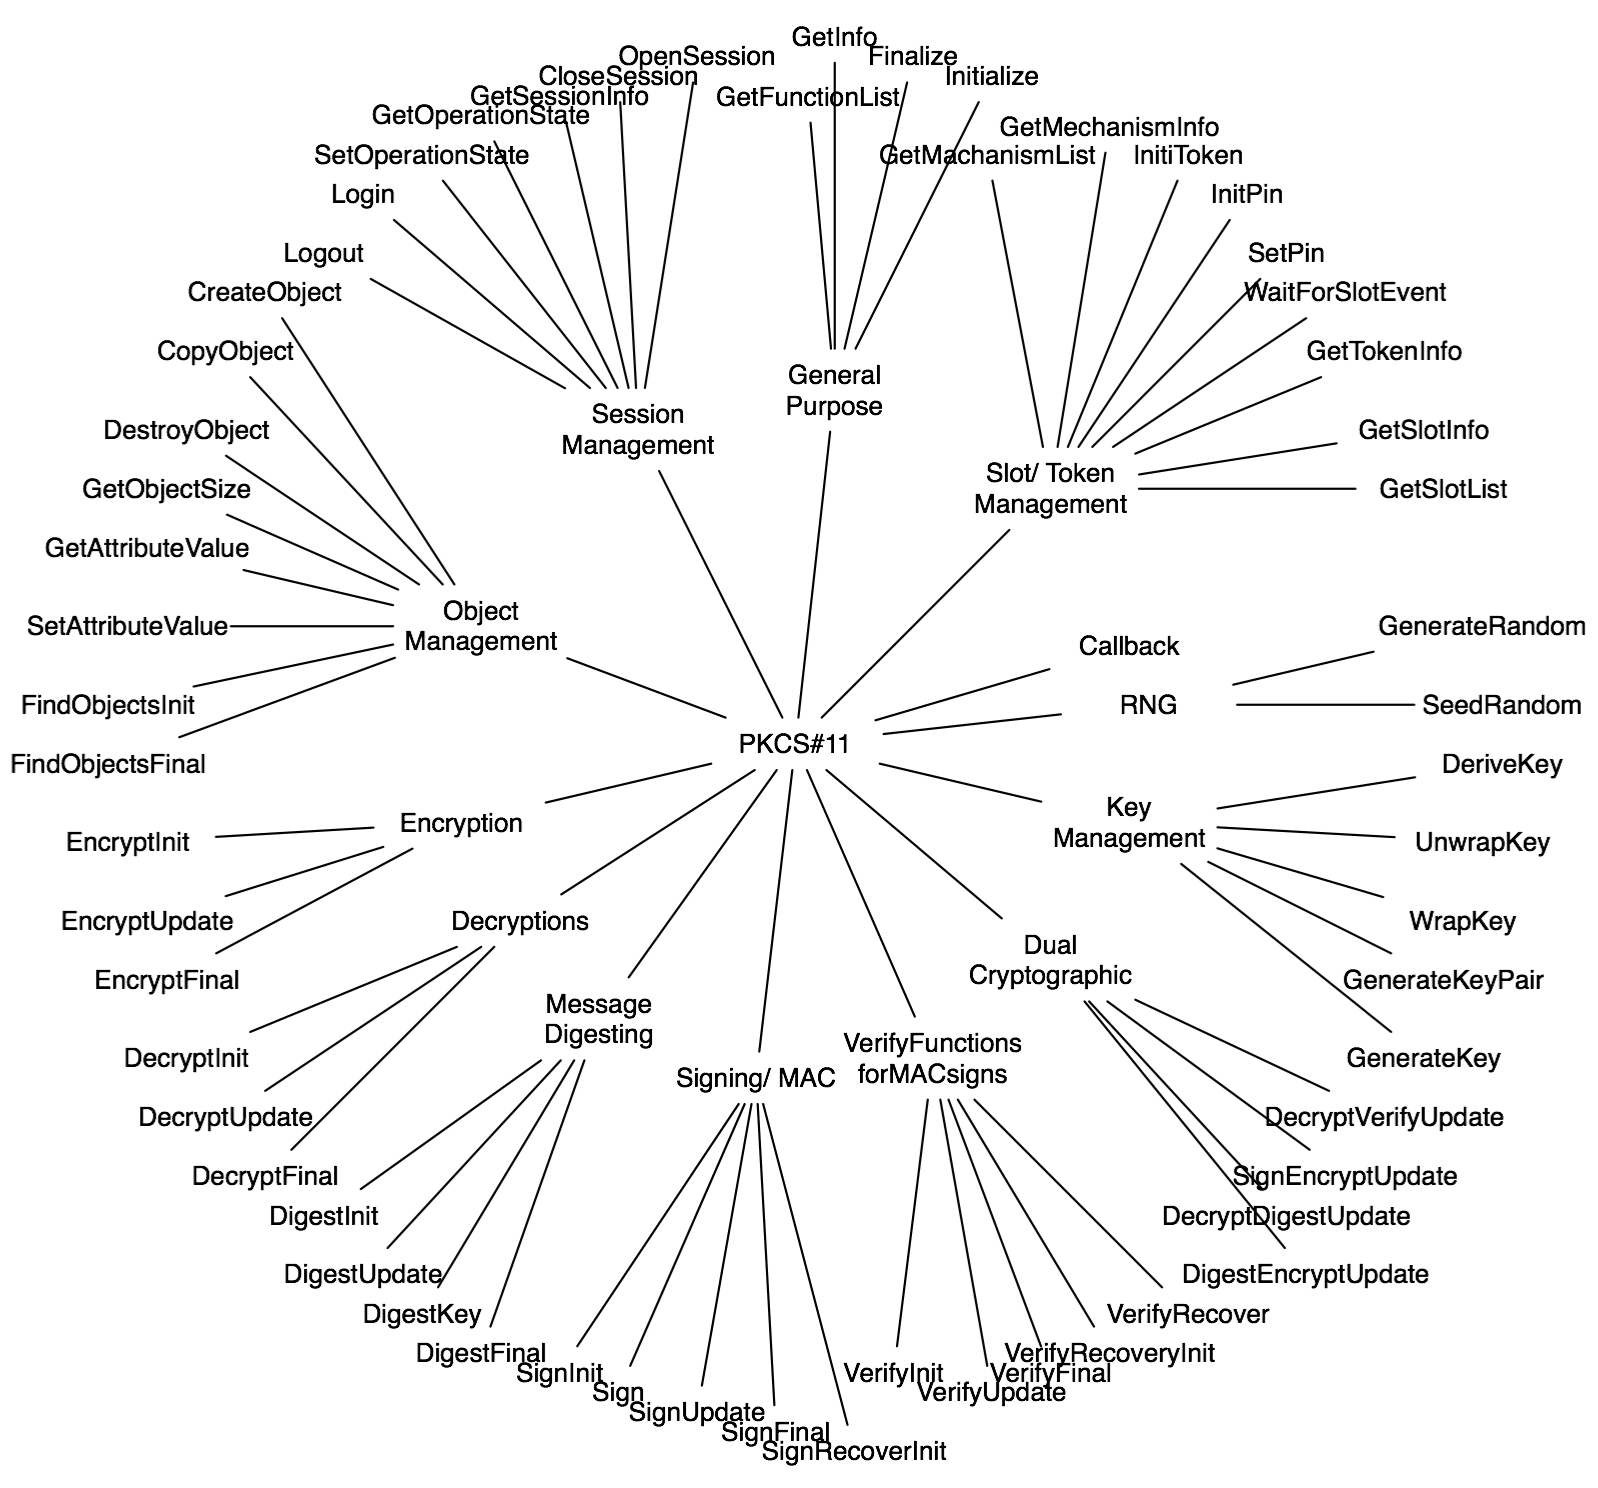 GetInfo
OpenSession
Finalize
CloseSession
Initialize
GetSessionInfo
GetFunctionList
GetOperationState
GetMechanismInfo
SetOperationState
GetMachanismList
InitiToken
Login
InitPin
Logout
SetPin
CreateObject
WaitForSlotEvent
CopyObject
GetTokenInfo
General
Purpose
Session
Management
DestroyObject
GetSlotInfo
Slot/ Token
Management
GetObjectSize
GetSlotList
GetAttributeValue
Object
Management
SetAttributeValue
GenerateRandom
Callback
FindObjectsInit
RNG
SeedRandom
PKCS#11
FindObjectsFinal
DeriveKey
Key
Management
Encryption
EncryptInit
UnwrapKey
EncryptUpdate
Decryptions
WrapKey
Dual
Cryptographic
EncryptFinal
GenerateKeyPair
Message
Digesting
VerifyFunctions
forMACsigns
DecryptInit
GenerateKey
Signing/ MAC
DecryptUpdate
DecryptVerifyUpdate
DecryptFinal
SignEncryptUpdate
DigestInit
DecryptDigestUpdate
DigestUpdate
DigestEncryptUpdate
DigestKey
VerifyRecover
DigestFinal
VerifyRecoveryInit
SignInit
VerifyInit
VerifyFinal
Sign
VerifyUpdate
SignUpdate
SignFinal
SignRecoverInit